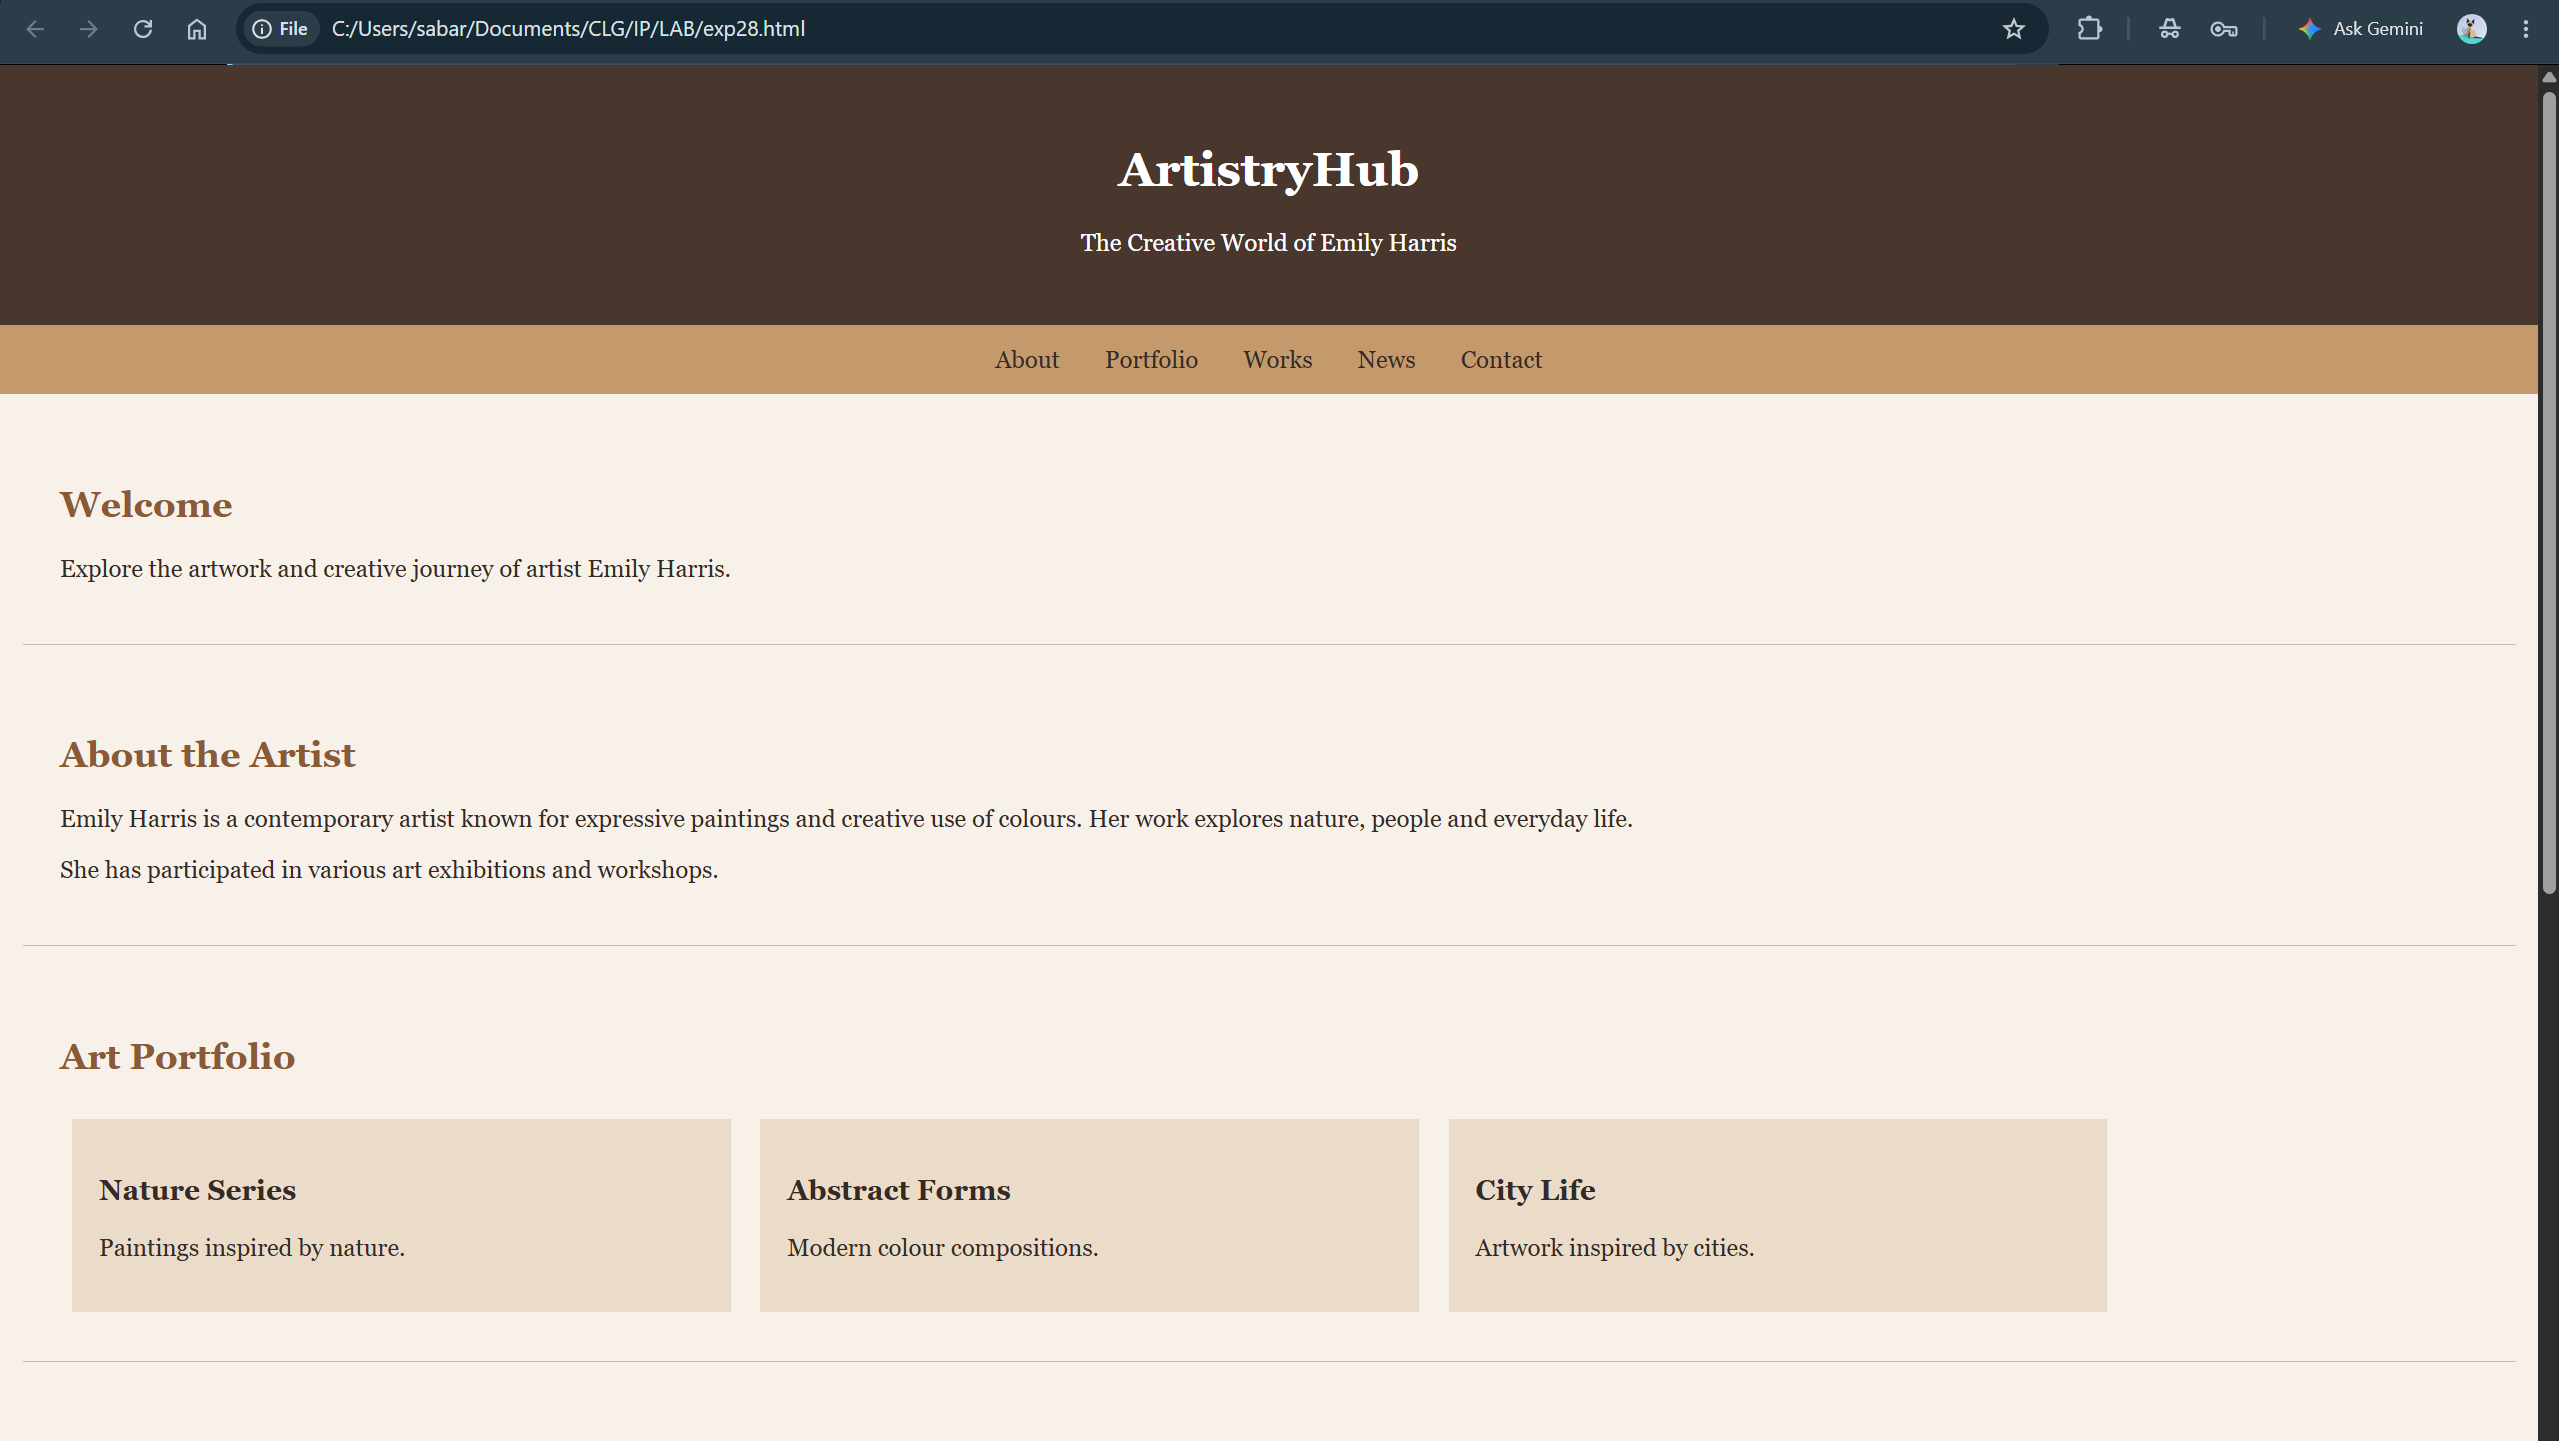 File C:/Users/sabar/Documents/CLG/IP/LAB/exp28.html Ask Gemini
ArtistryHub
The Creative World of Emily Harris
About Portfolio Works News Contact
Welcome
Explore the artwork and creative journey of artist Emily Harris.
About the Artist
Emily Harris is a contemporary artist known for expressive paintings and creative use of colours. Her work explores nature, people and everyday life.
She has participated in various art exhibitions and workshops.
Art Portfolio
Nature Series Abstract Forms City Life
Paintings inspired by nature. Modern colour compositions. Artwork inspired by cities.